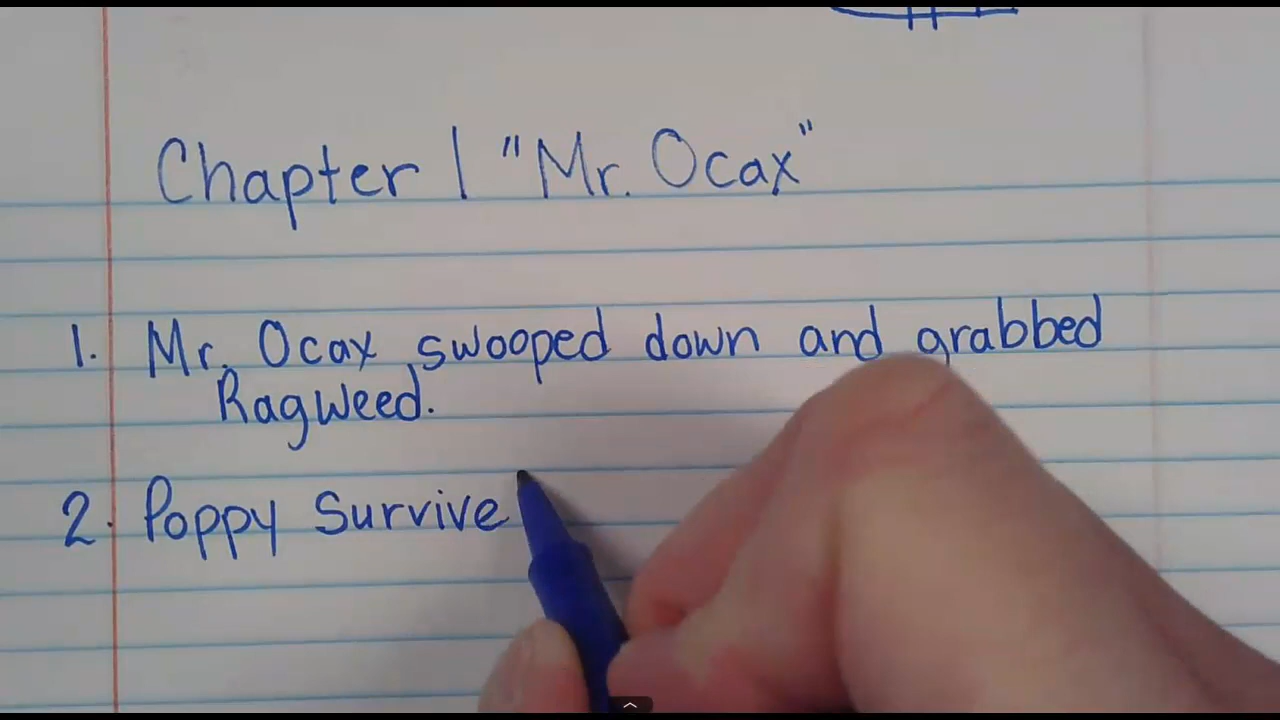 Chapter 1 "Mr. Ocax"
1. Mr. Ocax swooped down and grabbed
Ragweed.
2. Poppy Survive